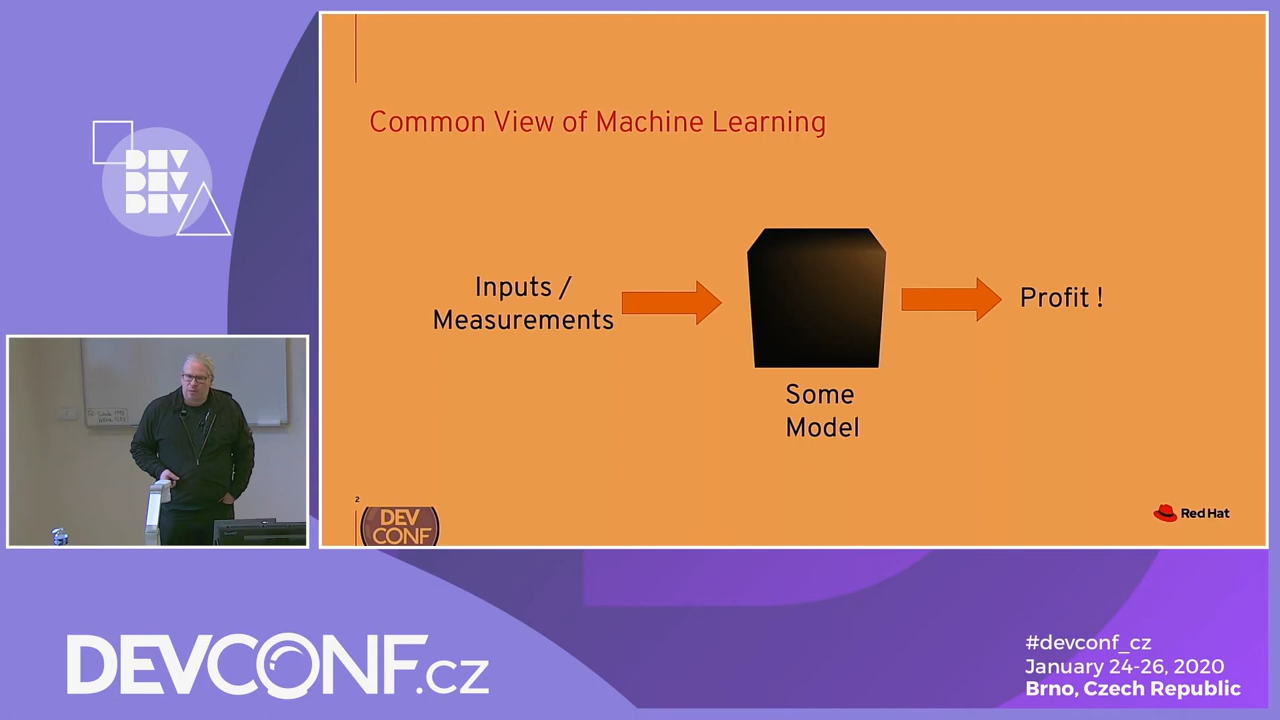 DEV
DEV
DEV
Common View of Machine Learning
Inputs /
Measurements
Profit !
Some
Model
2
DEV
CONF
Red Hat
DEVCONF.cz
#devconf_cz
January 24-26, 2020
Brno, Czech Republic